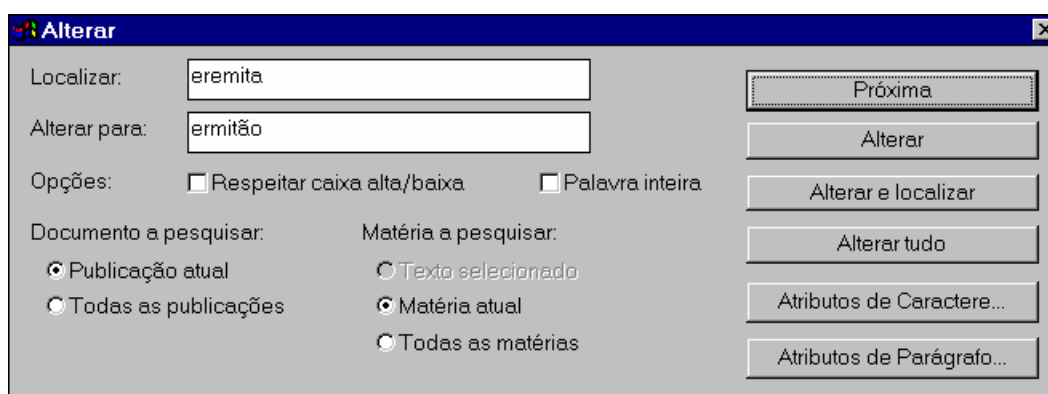 Alterar
Localizar: eremita
Próxima
Alterar para: ermitão
Alterar
Opções: Respeitar caixa alta/baixa Palavra inteira
Alterar e localizar
Documento a pesquisar: Matéria a pesquisar:
Alterar tudo
Publicação atual Texto selecionado
Todas as publicações Matéria atual
Atributos de Caractere...
Todas as matérias
Atributos de Parágrafo...